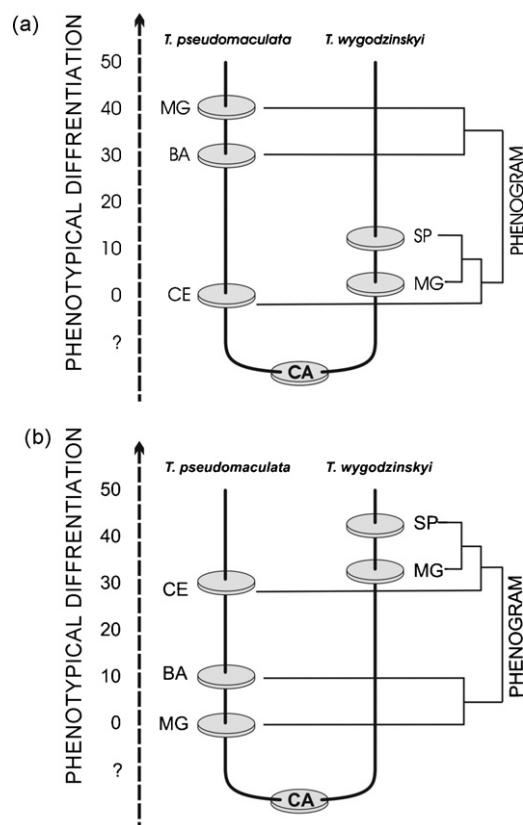 (a)
T. pseudomaculata T. wygodzinskyi
PHENOTYPICAL DIFFRENTIATION
50
40
30
20
10
0
?
MG
BA
CE
SP
MG
CA
PHENOGRAM
(b)
T. pseudomaculata T. wygodzinskyi
PHENOTYPICAL DIFFRENTIATION
50
40
30
20
10
0
?
CE
BA
MG
SP
MG
CA
PHENOGRAM